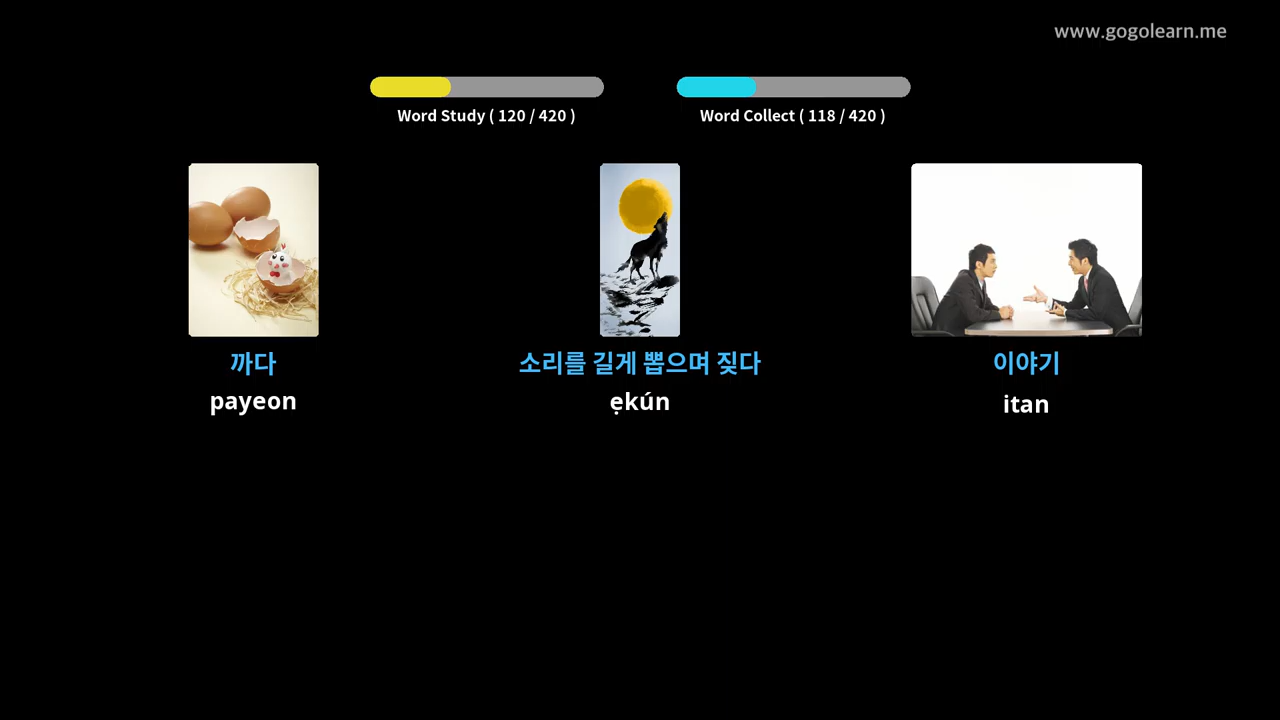 www.gogolearn.me
Word Study ( 120 / 420 )
Word Collect ( 118 / 420 )
까다
소리를 길게 뽑으며 짖다
이야기
payeon
ẹkún
itan